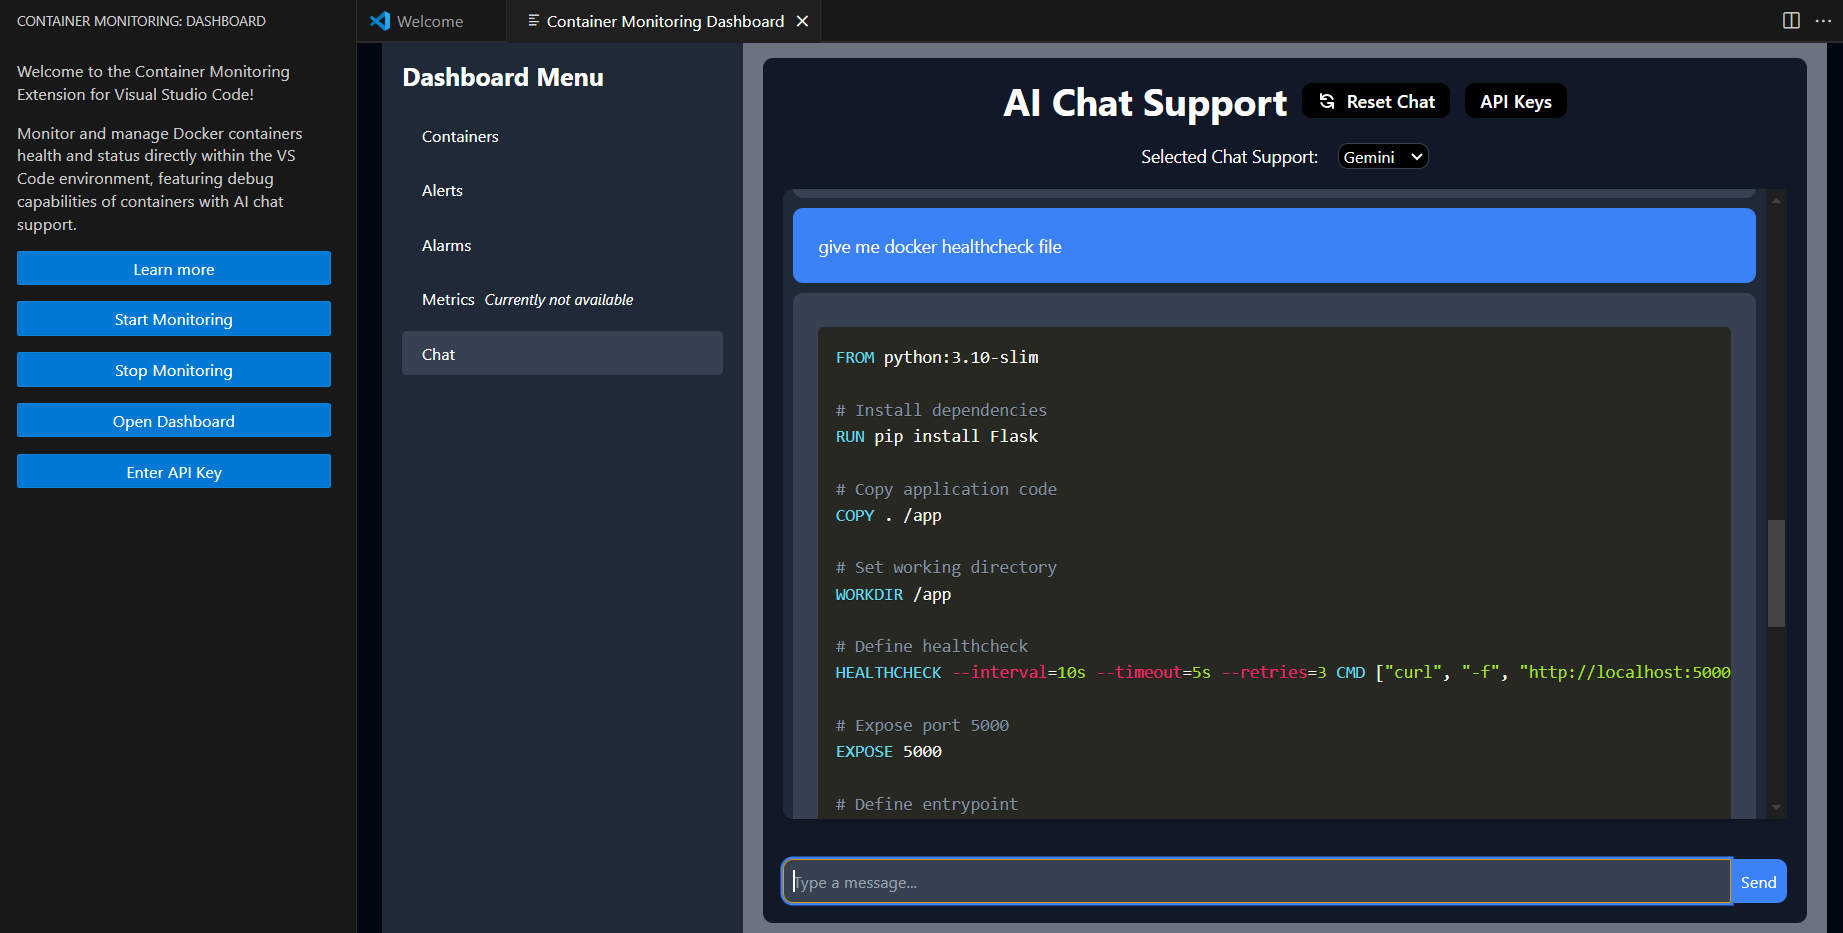 CONTAINER MONITORING: DASHBOARD
Welcome to the Container Monitoring
Extension for Visual Studio Code!
Monitor and manage Docker containers
health and status directly within the VS
Code environment, featuring debug
capabilities of containers with AI chat
support.
Learn more
Start Monitoring
Stop Monitoring
Open Dashboard
Enter API Key
Welcome
Container Monitoring Dashboard
Dashboard Menu
Containers
Alerts
Alarms
Metrics Currently not available
Chat
AI Chat Support
Reset Chat
API Keys
Selected Chat Support: Gemini
give me docker healthcheck file
FROM python:3.10-slim
# Install dependencies
RUN pip install Flask
# Copy application code
COPY . /app
# Set working directory
WORKDIR /app
# Define healthcheck
HEALTHCHECK --interval=10s --timeout=5s --retries=3 CMD ["curl", "-f", "http://localhost:5000
# Expose port 5000
EXPOSE 5000
# Define entrypoint
Type a message...
Send